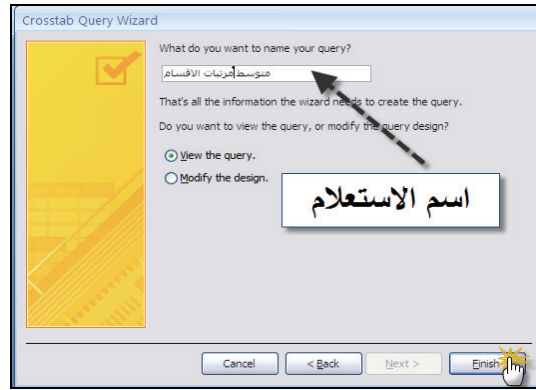 Crosstab Query Wizard
What do you want to name your query?
متوسط مرتبات الاقسام
That's all the information the wizard needs to create the query.
Do you want to view the query, or modify the query design?
View the query.
Modify the design.
اسم الاستعلام
Cancel
< Back
Next >
Finish